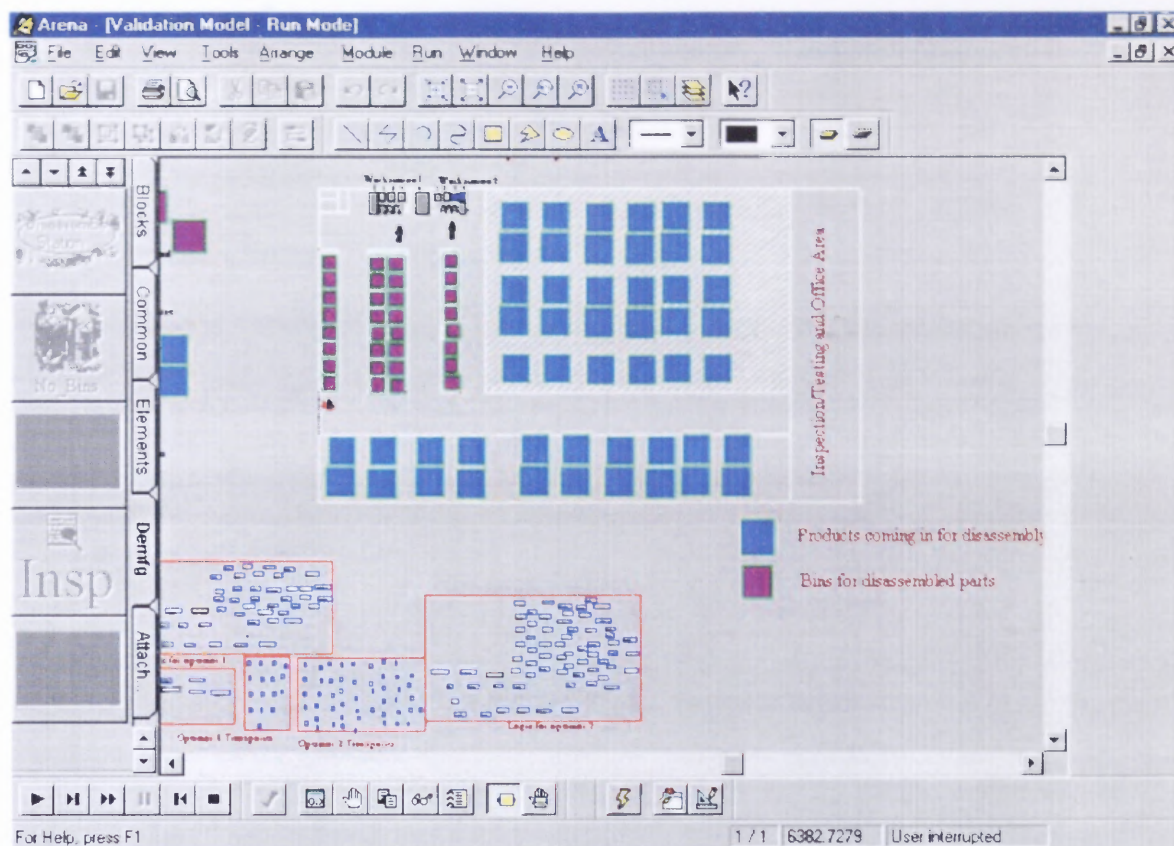 Arena - [Validation Model - Run Mode]
File Edit View Tools Arrange Module Run Window Help
A
Blocks
Common
Elements
Demfg
Attach
No Bins
Insp
Inspection/Testing and Office Area
Products coming in for disassembly
Bins for disassembled parts
For Help, press F1
1 / 1 6382.7279 User interrupted